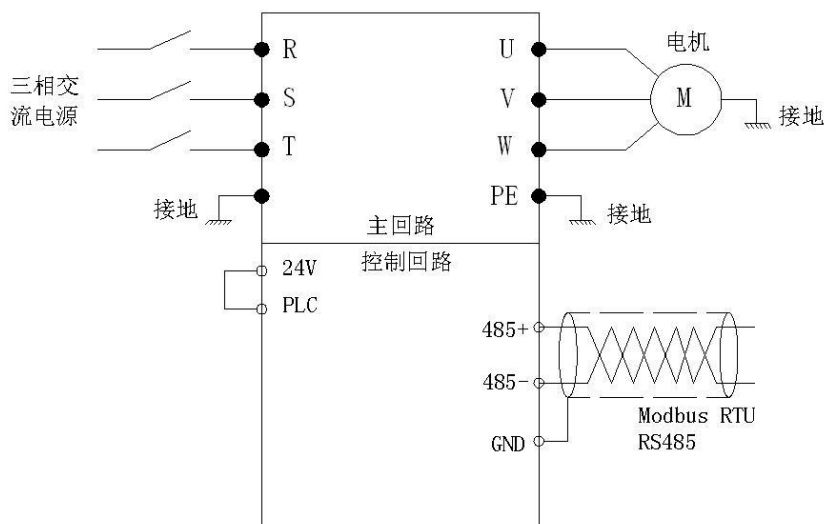 三相交
流电源
R
S
T
接地
U
V
W
PE
电机
M
接地
接地
主回路
控制回路
24V
PLC
485+
485-
GND
Modbus RTU
RS485